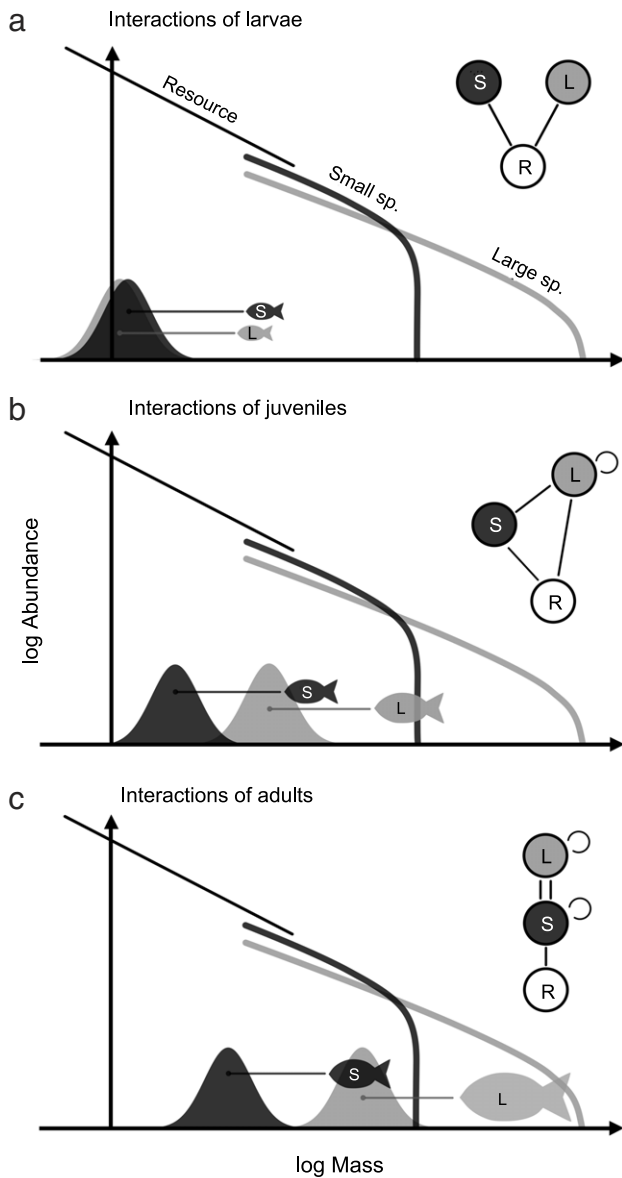 a
Interactions of larvae
Resource
Small sp.
Large sp.
S
L
R
S
L
b
Interactions of juveniles
log Abundance
L
S
R
S
L
c
Interactions of adults
L
S
R
S
L
log Mass